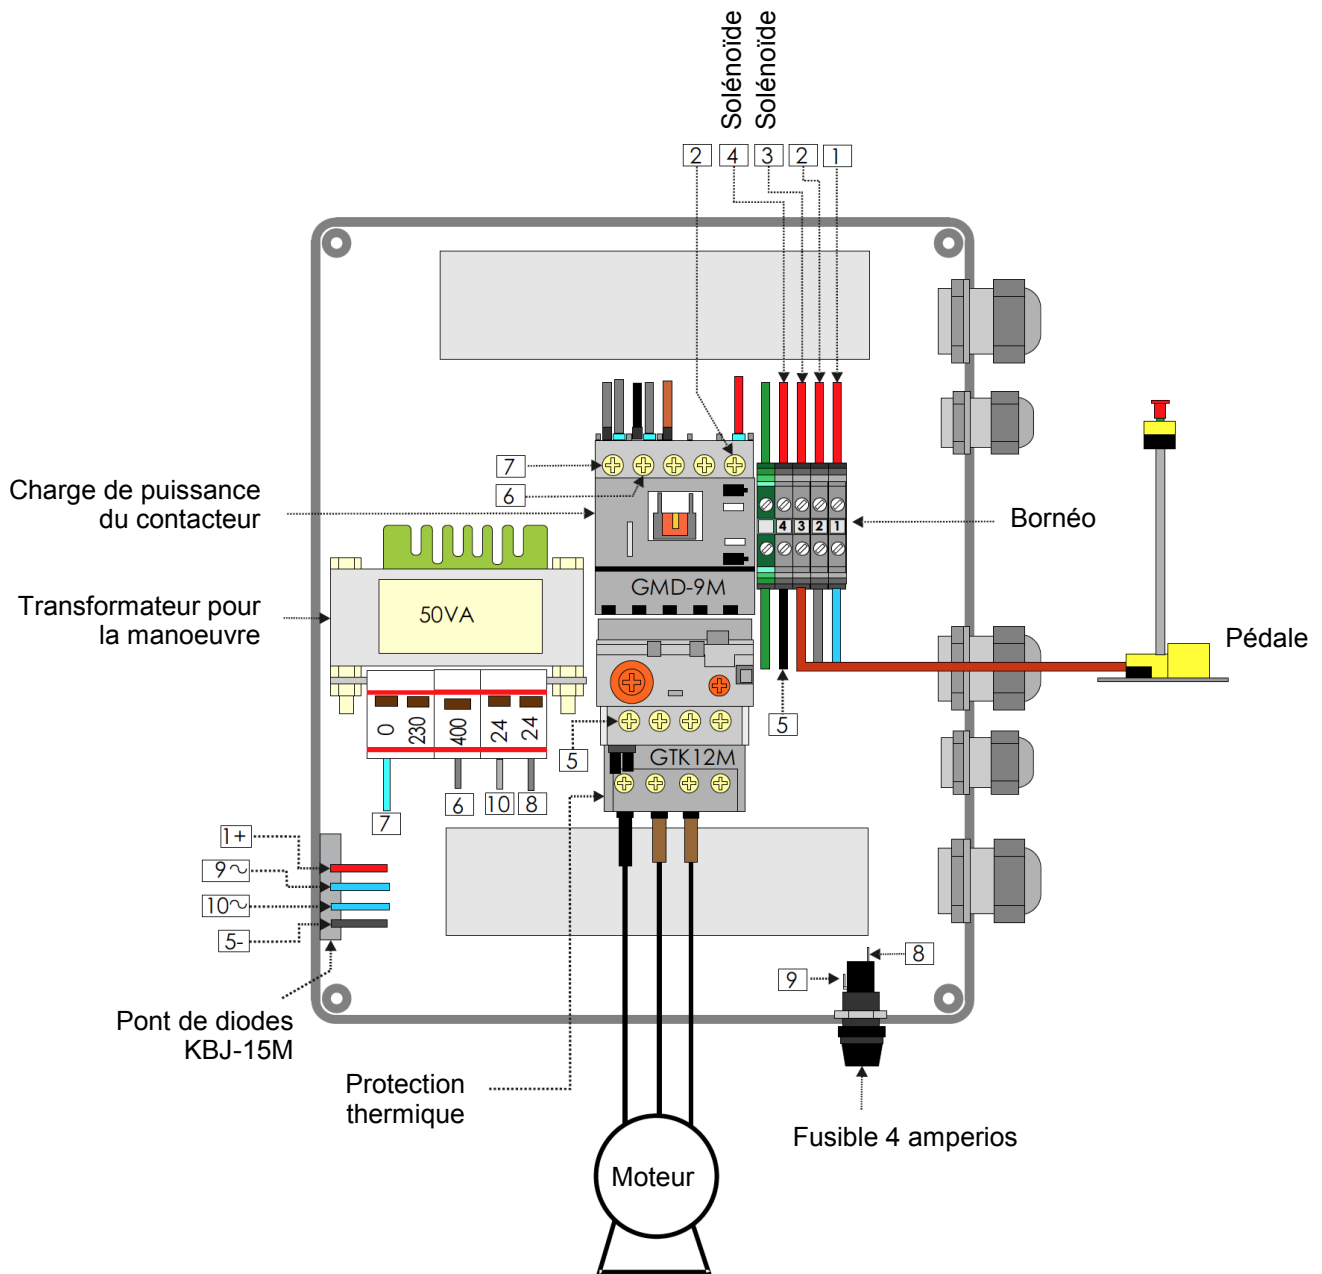 Solénoïde
Solénoïde
2
4
3
2
1
7
6
Charge de puissance
du contacteur
4
3
2
1
Bornéo
GMD-9M
Transformateur pour
la manoeuvre
50VA
Pédale
0
230
400
24
24
5
5
GTK12M
7
6
10
8
1+
9~
10~
5-
8
9
Pont de diodes
KBJ-15M
Protection
thermique
Fusible 4 amperios
Moteur